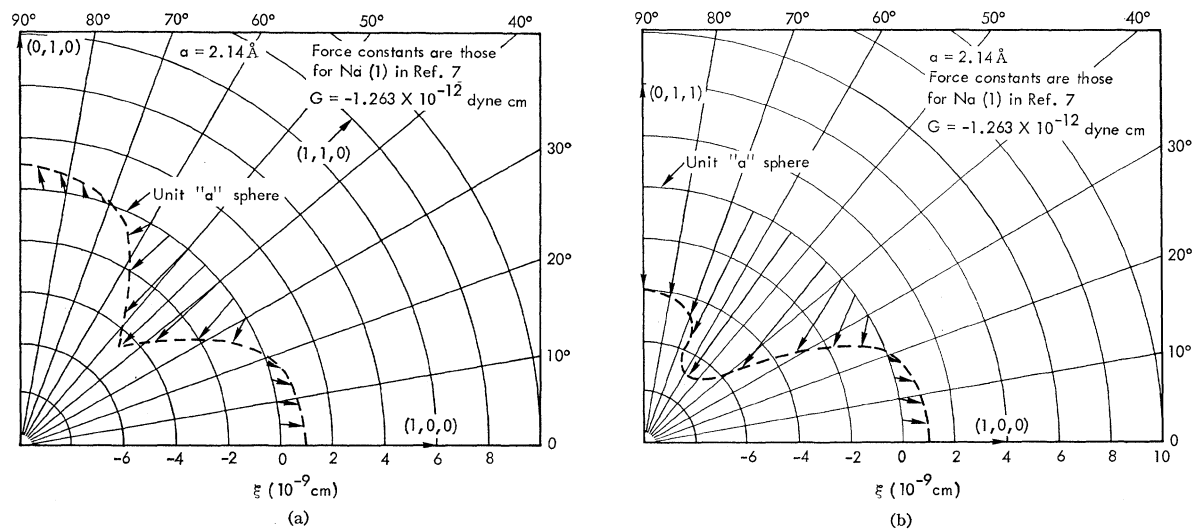 90° 80° 70° 60° 50° 40°
(0,1,0)
a = 2.14 Å
Force constants are those
for Na (1) in Ref. 7
G = -1.263 X 10^-12 dyne cm
(1,1,0)
30°
Unit "a" sphere
20°
10°
(1,0,0)
0
-6 -4 -2 0 2 4 6 8
ξ (10^-9 cm)
(a)
90° 80° 70° 60° 50° 40°
(0,1,1)
a = 2.14 Å
Force constants are those
for Na (1) in Ref. 7
G = -1.263 X 10^-12 dyne cm
30°
Unit "a" sphere
20°
10°
(1,0,0)
0
-6 -4 -2 0 2 4 6 8 10
ξ (10^-9 cm)
(b)